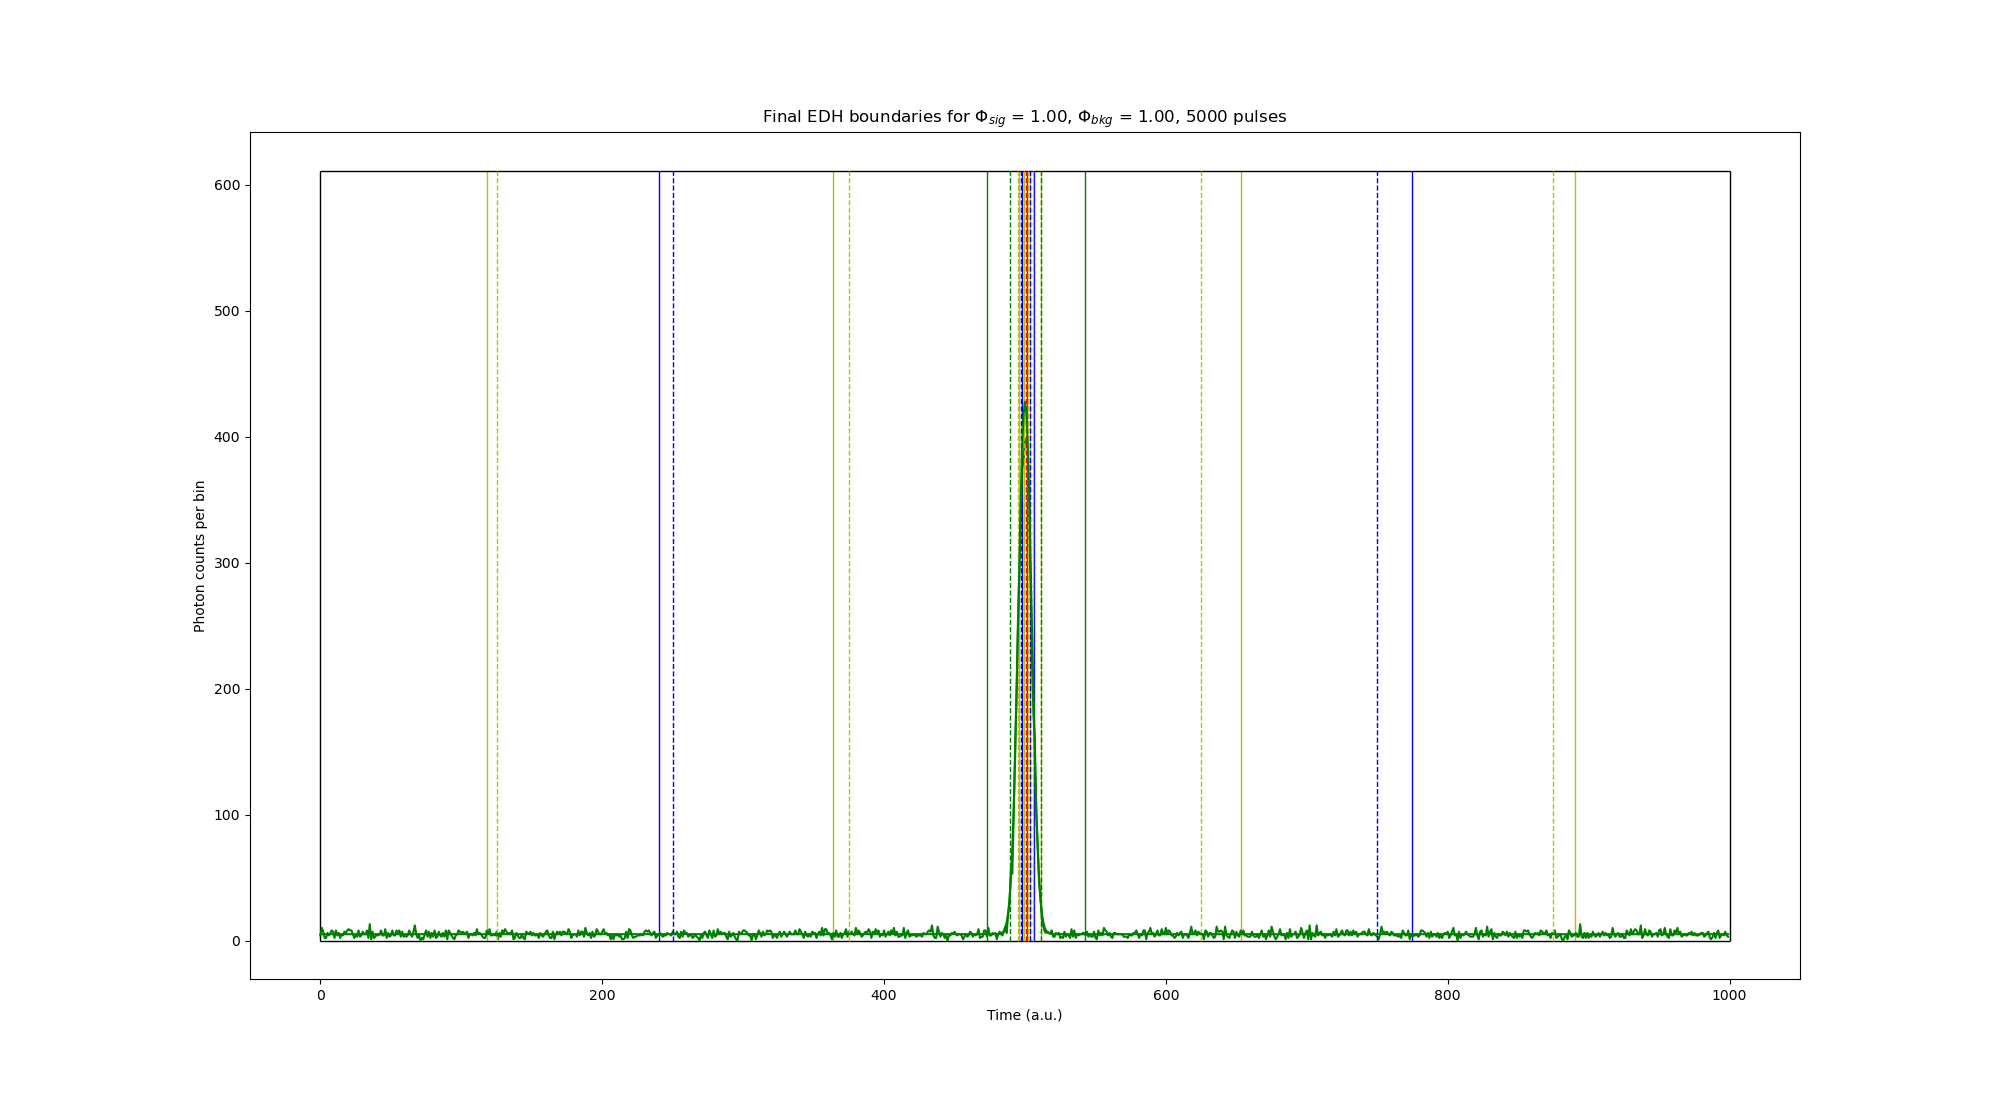 Final EDH boundaries for Φsig = 1.00, Φbkg = 1.00, 5000 pulses
600
500
400
300
200
100
0
Photon counts per bin
0 200 400 600 800 1000
Time (a.u.)